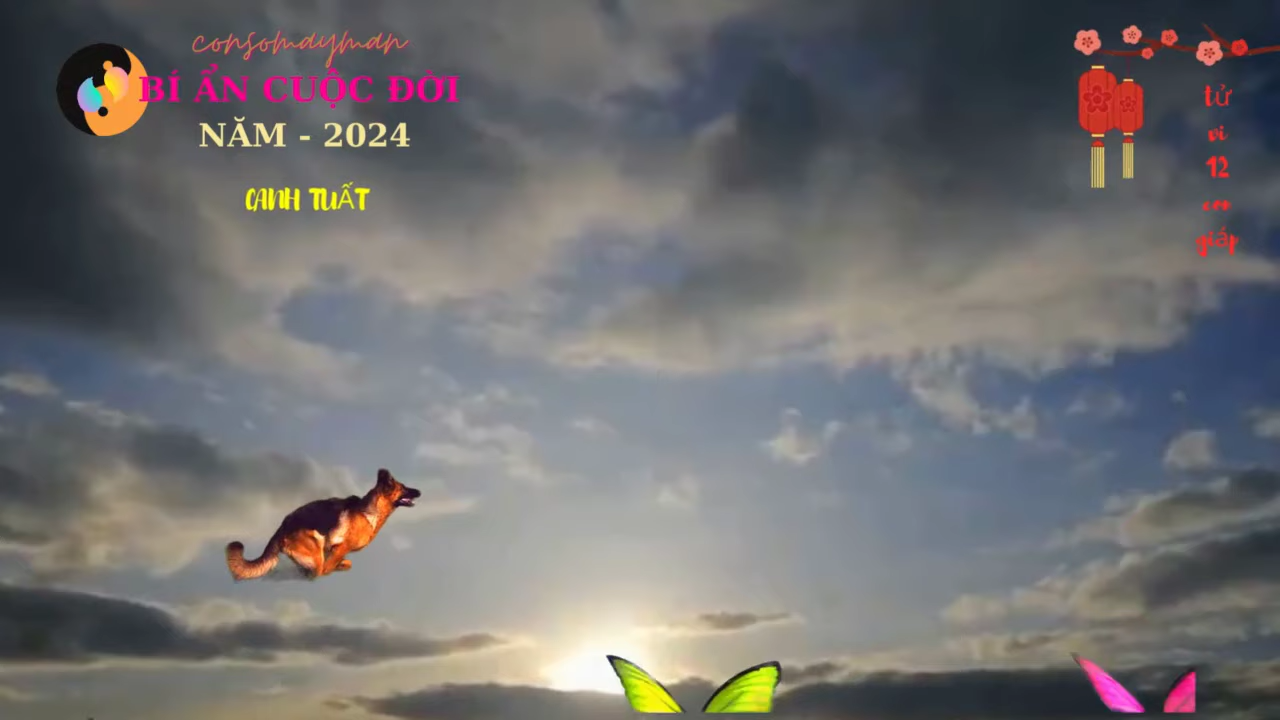 consomayman
BÍ ẨN CUỘC ĐỜI
NĂM - 2024
CANH TUẤT
tử
vi
12
con
giáp